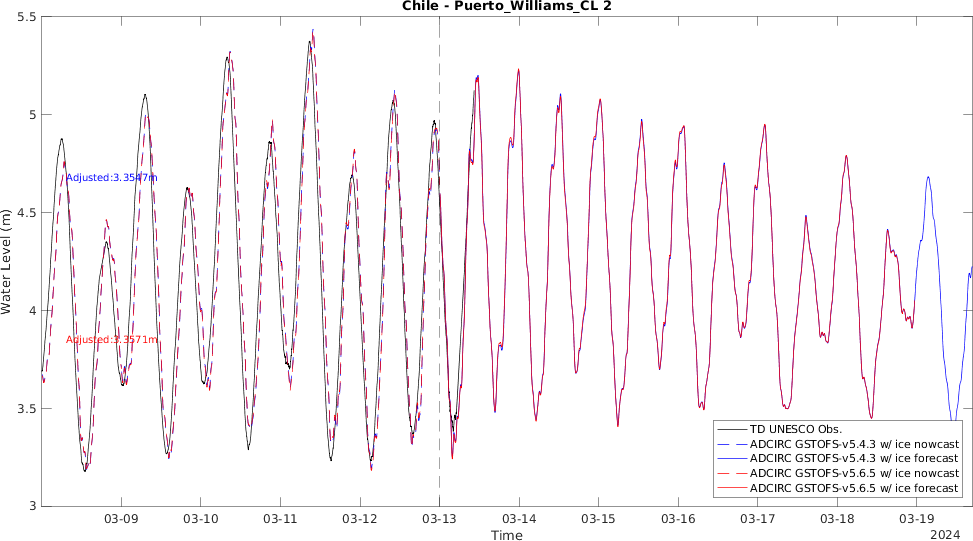 Chile - Puerto_Williams_CL 2
5.5
5
4.5
4
3.5
3
Water Level (m)
Adjusted:3.3547m
Adjusted:3.3571m
TD UNESCO Obs.
ADCIRC GSTOFS-v5.4.3 w/ ice nowcast
ADCIRC GSTOFS-v5.4.3 w/ ice forecast
ADCIRC GSTOFS-v5.6.5 w/ ice nowcast
ADCIRC GSTOFS-v5.6.5 w/ ice forecast
03-09 03-10 03-11 03-12 03-13 03-14 03-15 03-16 03-17 03-18 03-19
Time 2024